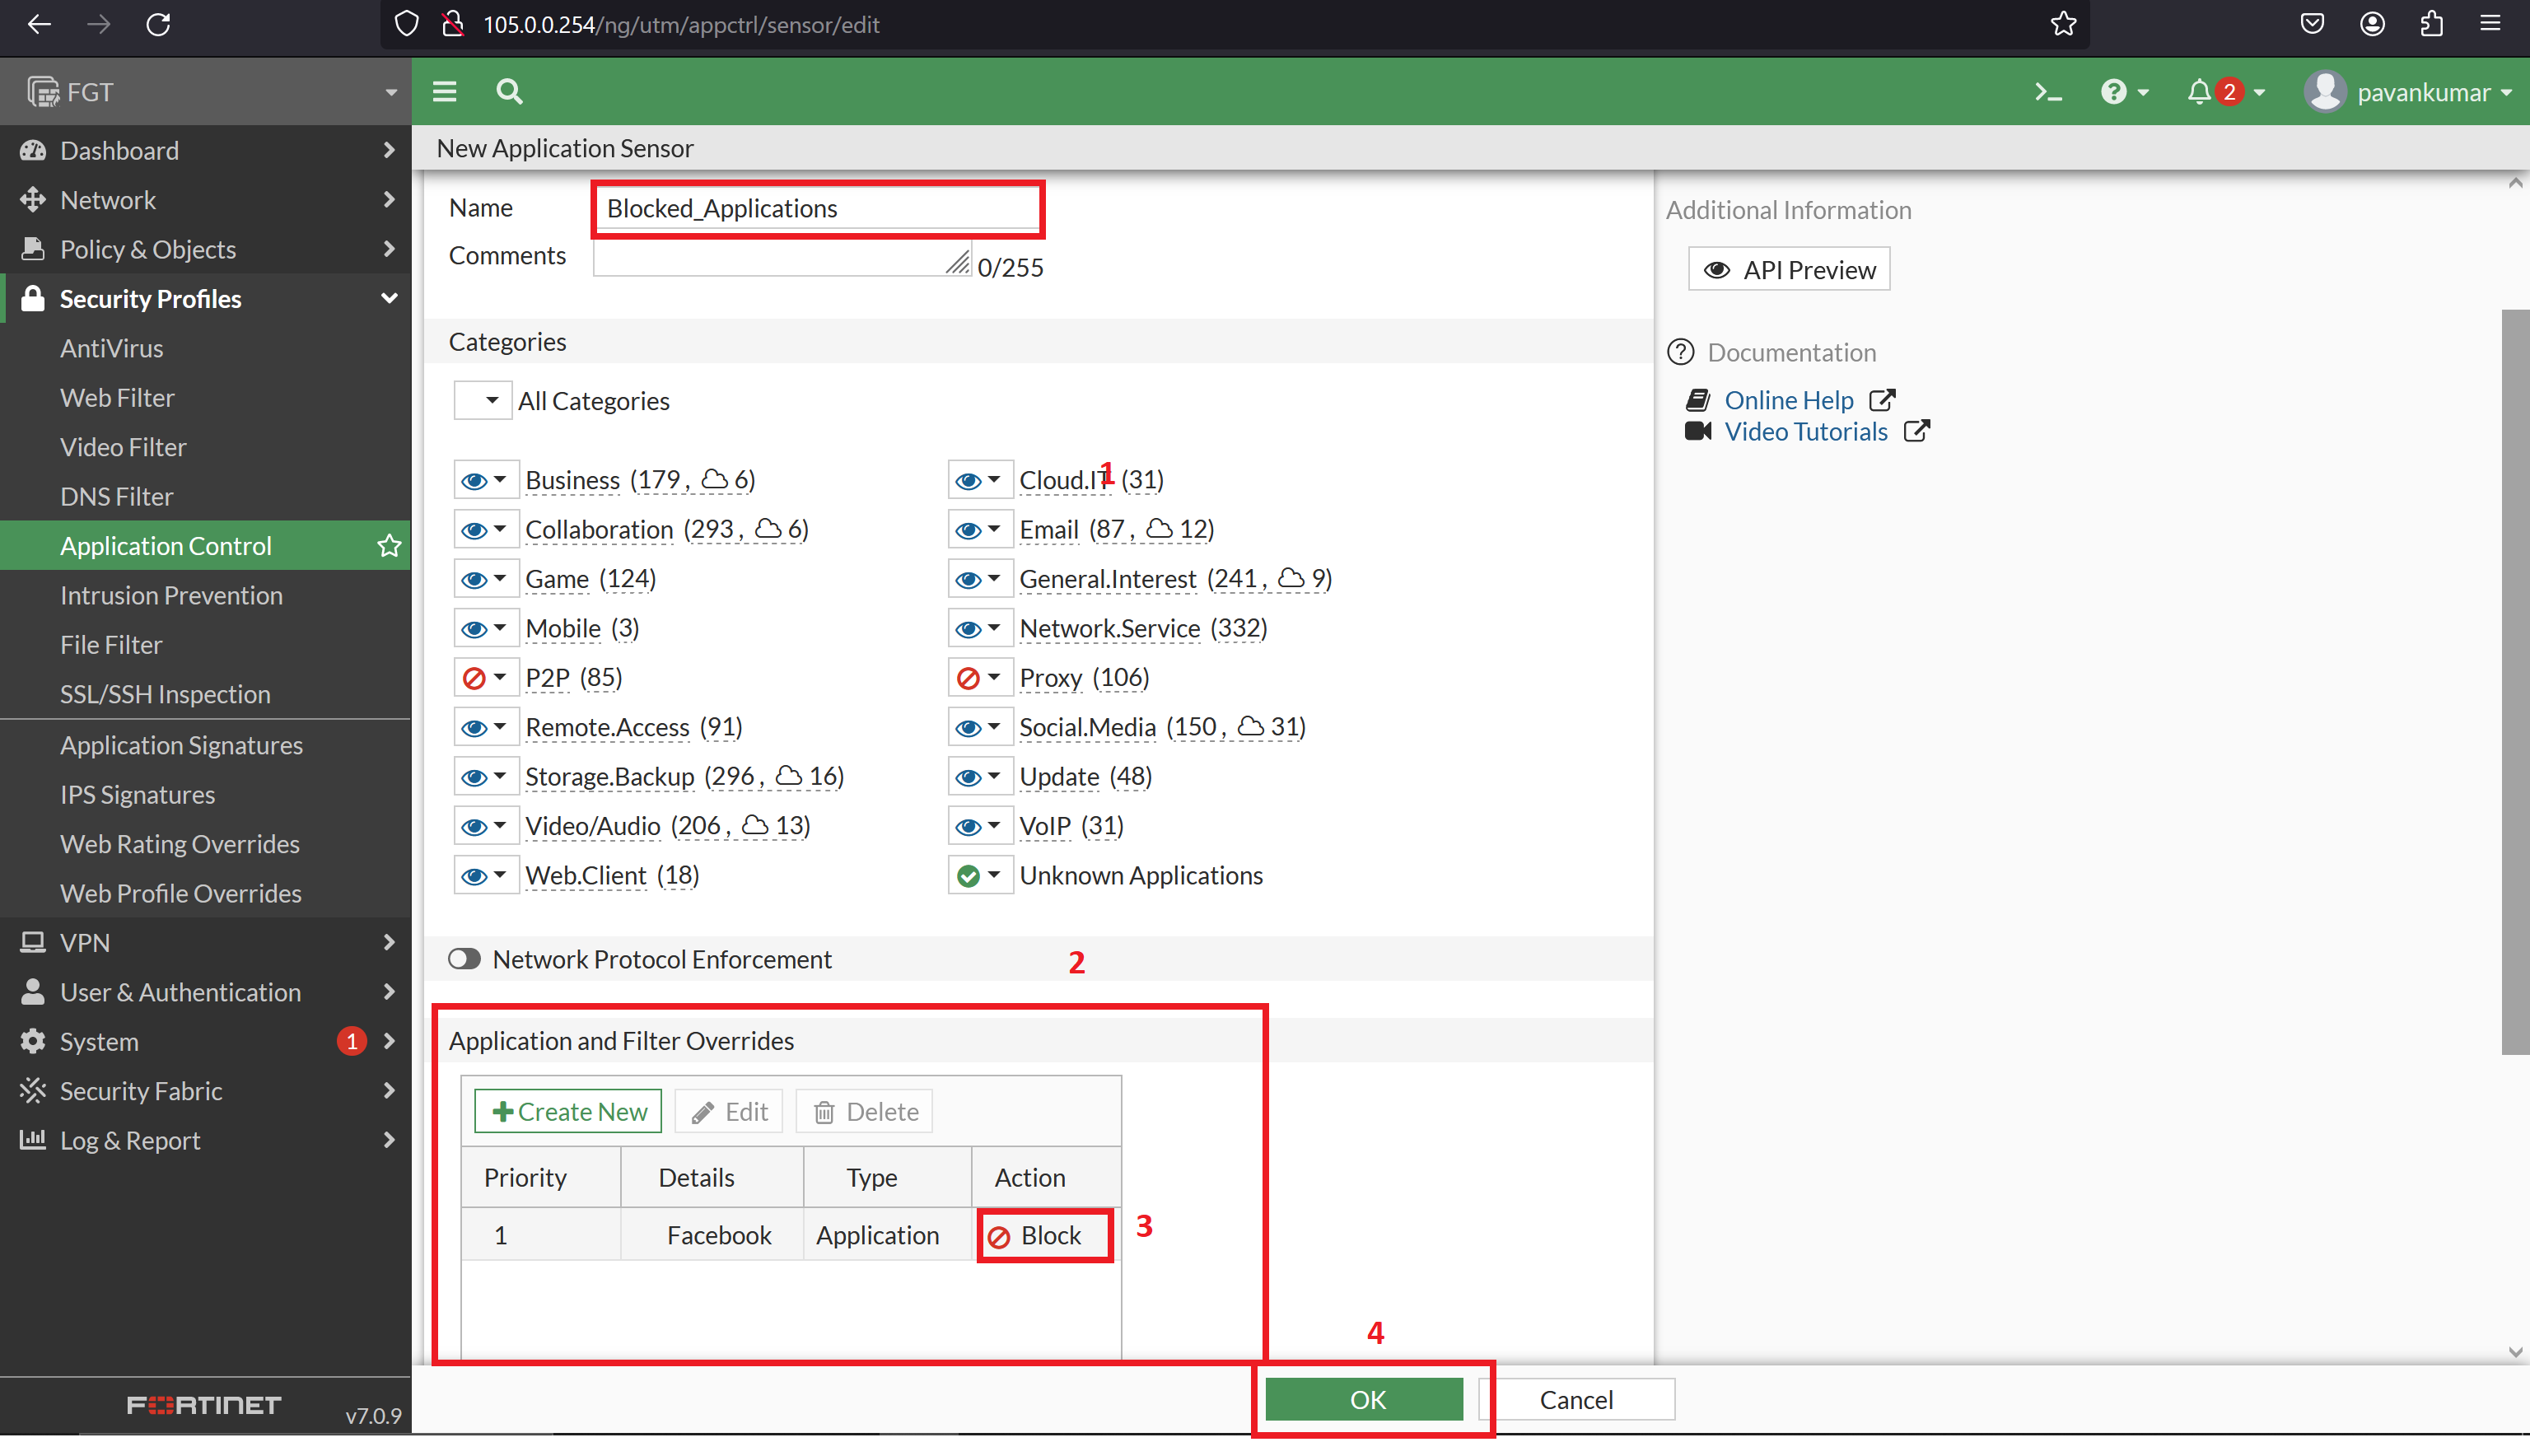 105.0.0.254/ng/utm/appctrl/sensor/edit
FGT
2
pavankumar
Dashboard
Network
Policy & Objects
Security Profiles
AntiVirus
Web Filter
Video Filter
DNS Filter
Application Control
Intrusion Prevention
File Filter
SSL/SSH Inspection
Application Signatures
IPS Signatures
Web Rating Overrides
Web Profile Overrides
VPN
User & Authentication
System 1
Security Fabric
Log & Report
FORTINET
v7.0.9
New Application Sensor
Name Blocked_Applications
Comments 0/255
Categories
All Categories
1
Business (179, 6) Cloud.IT (31)
Collaboration (293, 6) Email (87, 12)
Game (124) General.Interest (241, 9)
Mobile (3) Network.Service (332)
P2P (85) Proxy (106)
Remote.Access (91) Social.Media (150, 31)
Storage.Backup (296, 16) Update (48)
Video/Audio (206, 13) VoIP (31)
Web.Client (18) Unknown Applications
Network Protocol Enforcement 2
Application and Filter Overrides
Create New Edit Delete
Priority Details Type Action
1 Facebook Application Block 3
4
OK Cancel
Additional Information
API Preview
Documentation
Online Help
Video Tutorials